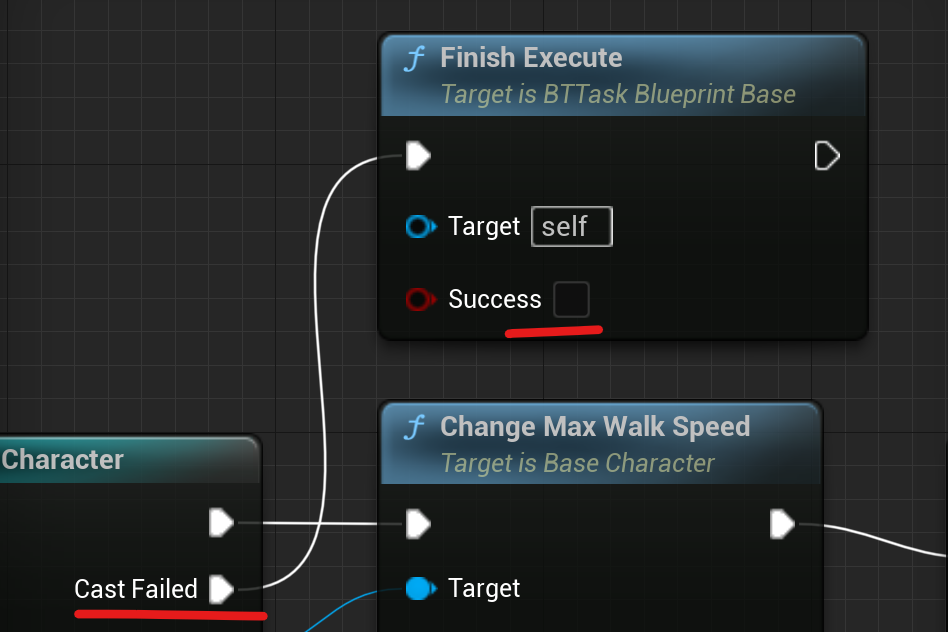 Finish Execute
Target is BTTask Blueprint Base
Target self
Success
Character
Change Max Walk Speed
Target is Base Character
Cast Failed
Target